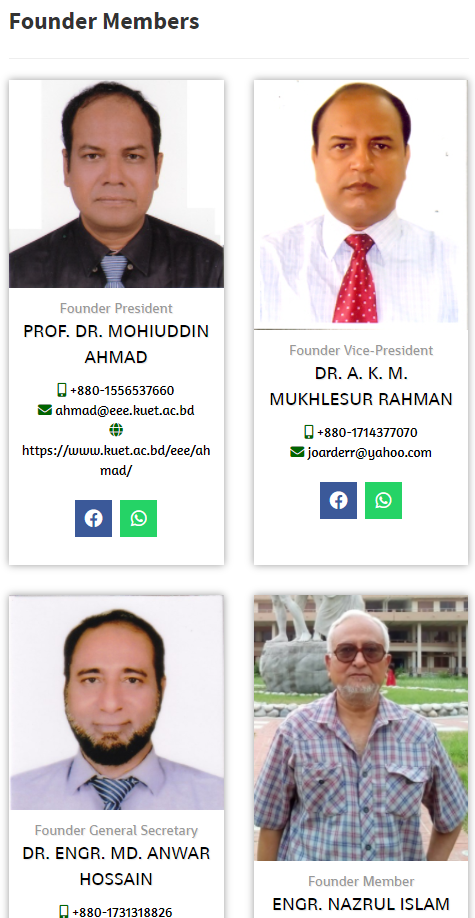 Founder Members
Founder President
PROF. DR. MOHIUDDIN
AHMAD
+880-1556537660
ahmad@eee.kuet.ac.bd
https://www.kuet.ac.bd/eee/ah
mad/
Founder Vice-President
DR. A. K. M.
MUKHLESUR RAHMAN
+880-1714377070
joarderr@yahoo.com
Founder General Secretary
DR. ENGR. MD. ANWAR
HOSSAIN
+880-1731318826
Founder Member
ENGR. NAZRUL ISLAM